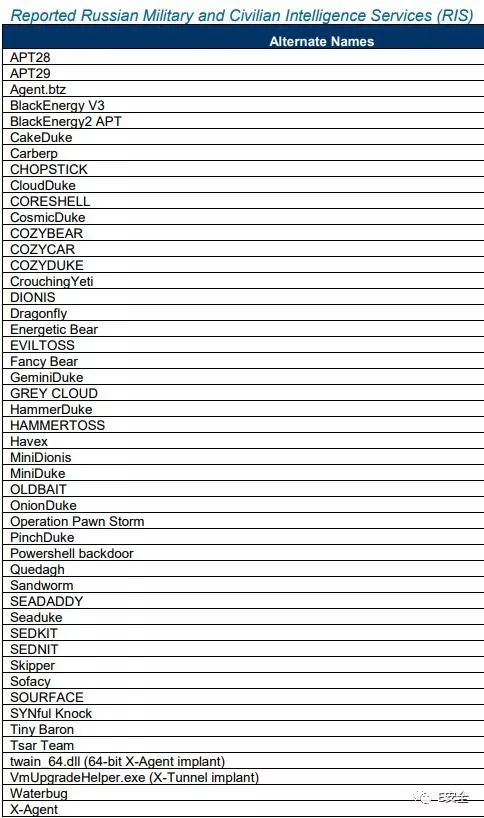 Reported Russian Military and Civilian Intelligence Services (RIS)
Alternate Names
APT28
APT29
Agent.btz
BlackEnergy V3
BlackEnergy2 APT
CakeDuke
Carberp
CHOPSTICK
CloudDuke
CORESHELL
CosmicDuke
COZYBEAR
COZYCAR
COZYDUKE
CrouchingYeti
DIONIS
Dragonfly
Energetic Bear
EVILTOSS
Fancy Bear
GeminiDuke
GREY CLOUD
HammerDuke
HAMMERTOSS
Havex
MiniDionis
MiniDuke
OLDBAIT
OnionDuke
Operation Pawn Storm
PinchDuke
Powershell backdoor
Quedagh
Sandworm
SEADADDY
Seaduke
SEDKIT
SEDNIT
Skipper
Sofacy
SOURFACE
SYNful Knock
Tiny Baron
Tsar Team
twain_64.dll (64-bit X-Agent implant)
VmUpgradeHelper.exe (X-Tunnel implant)
Waterbug
X-Agent
E安全